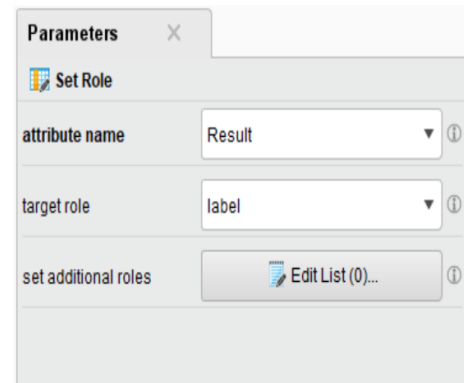 Parameters
Set Role
attribute name Result
target role label
set additional roles Edit List (0)...